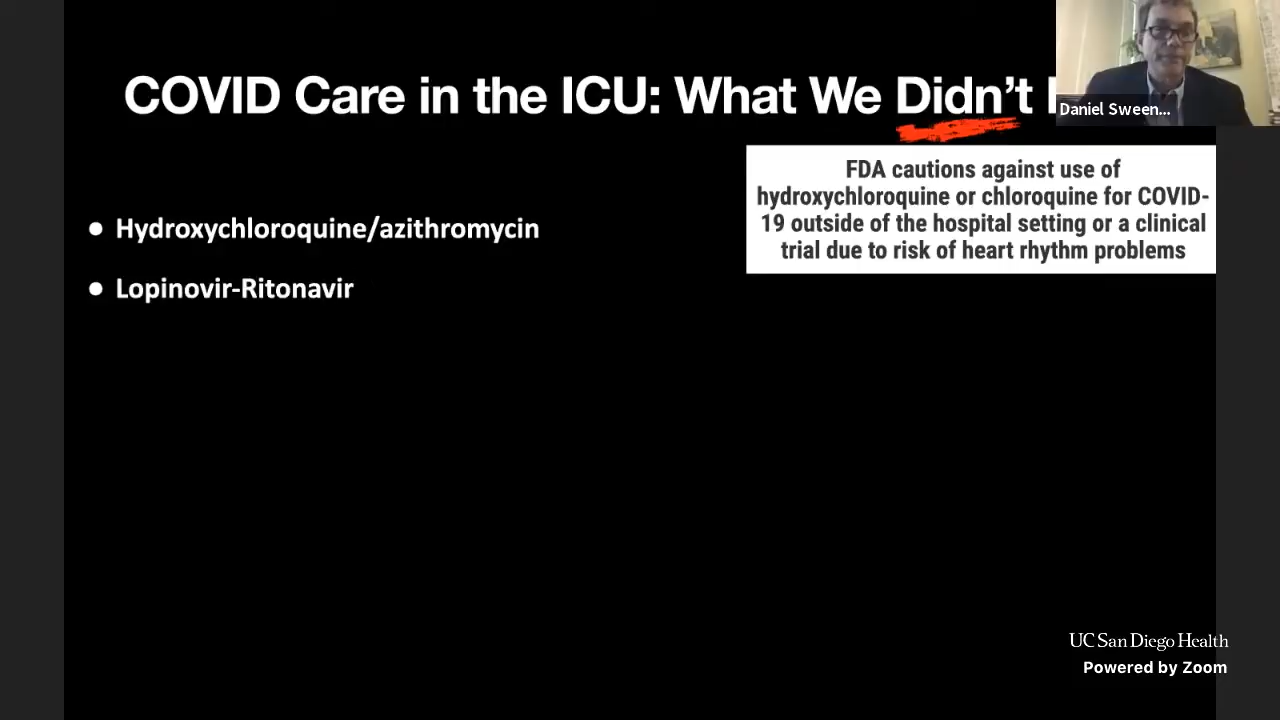 COVID Care in the ICU: What We Didn't
Daniel Sween...
FDA cautions against use of
hydroxychloroquine or chloroquine for COVID-
19 outside of the hospital setting or a clinical
trial due to risk of heart rhythm problems
• Hydroxychloroquine/azithromycin
• Lopinovir-Ritonavir
UC San Diego Health
Powered by Zoom